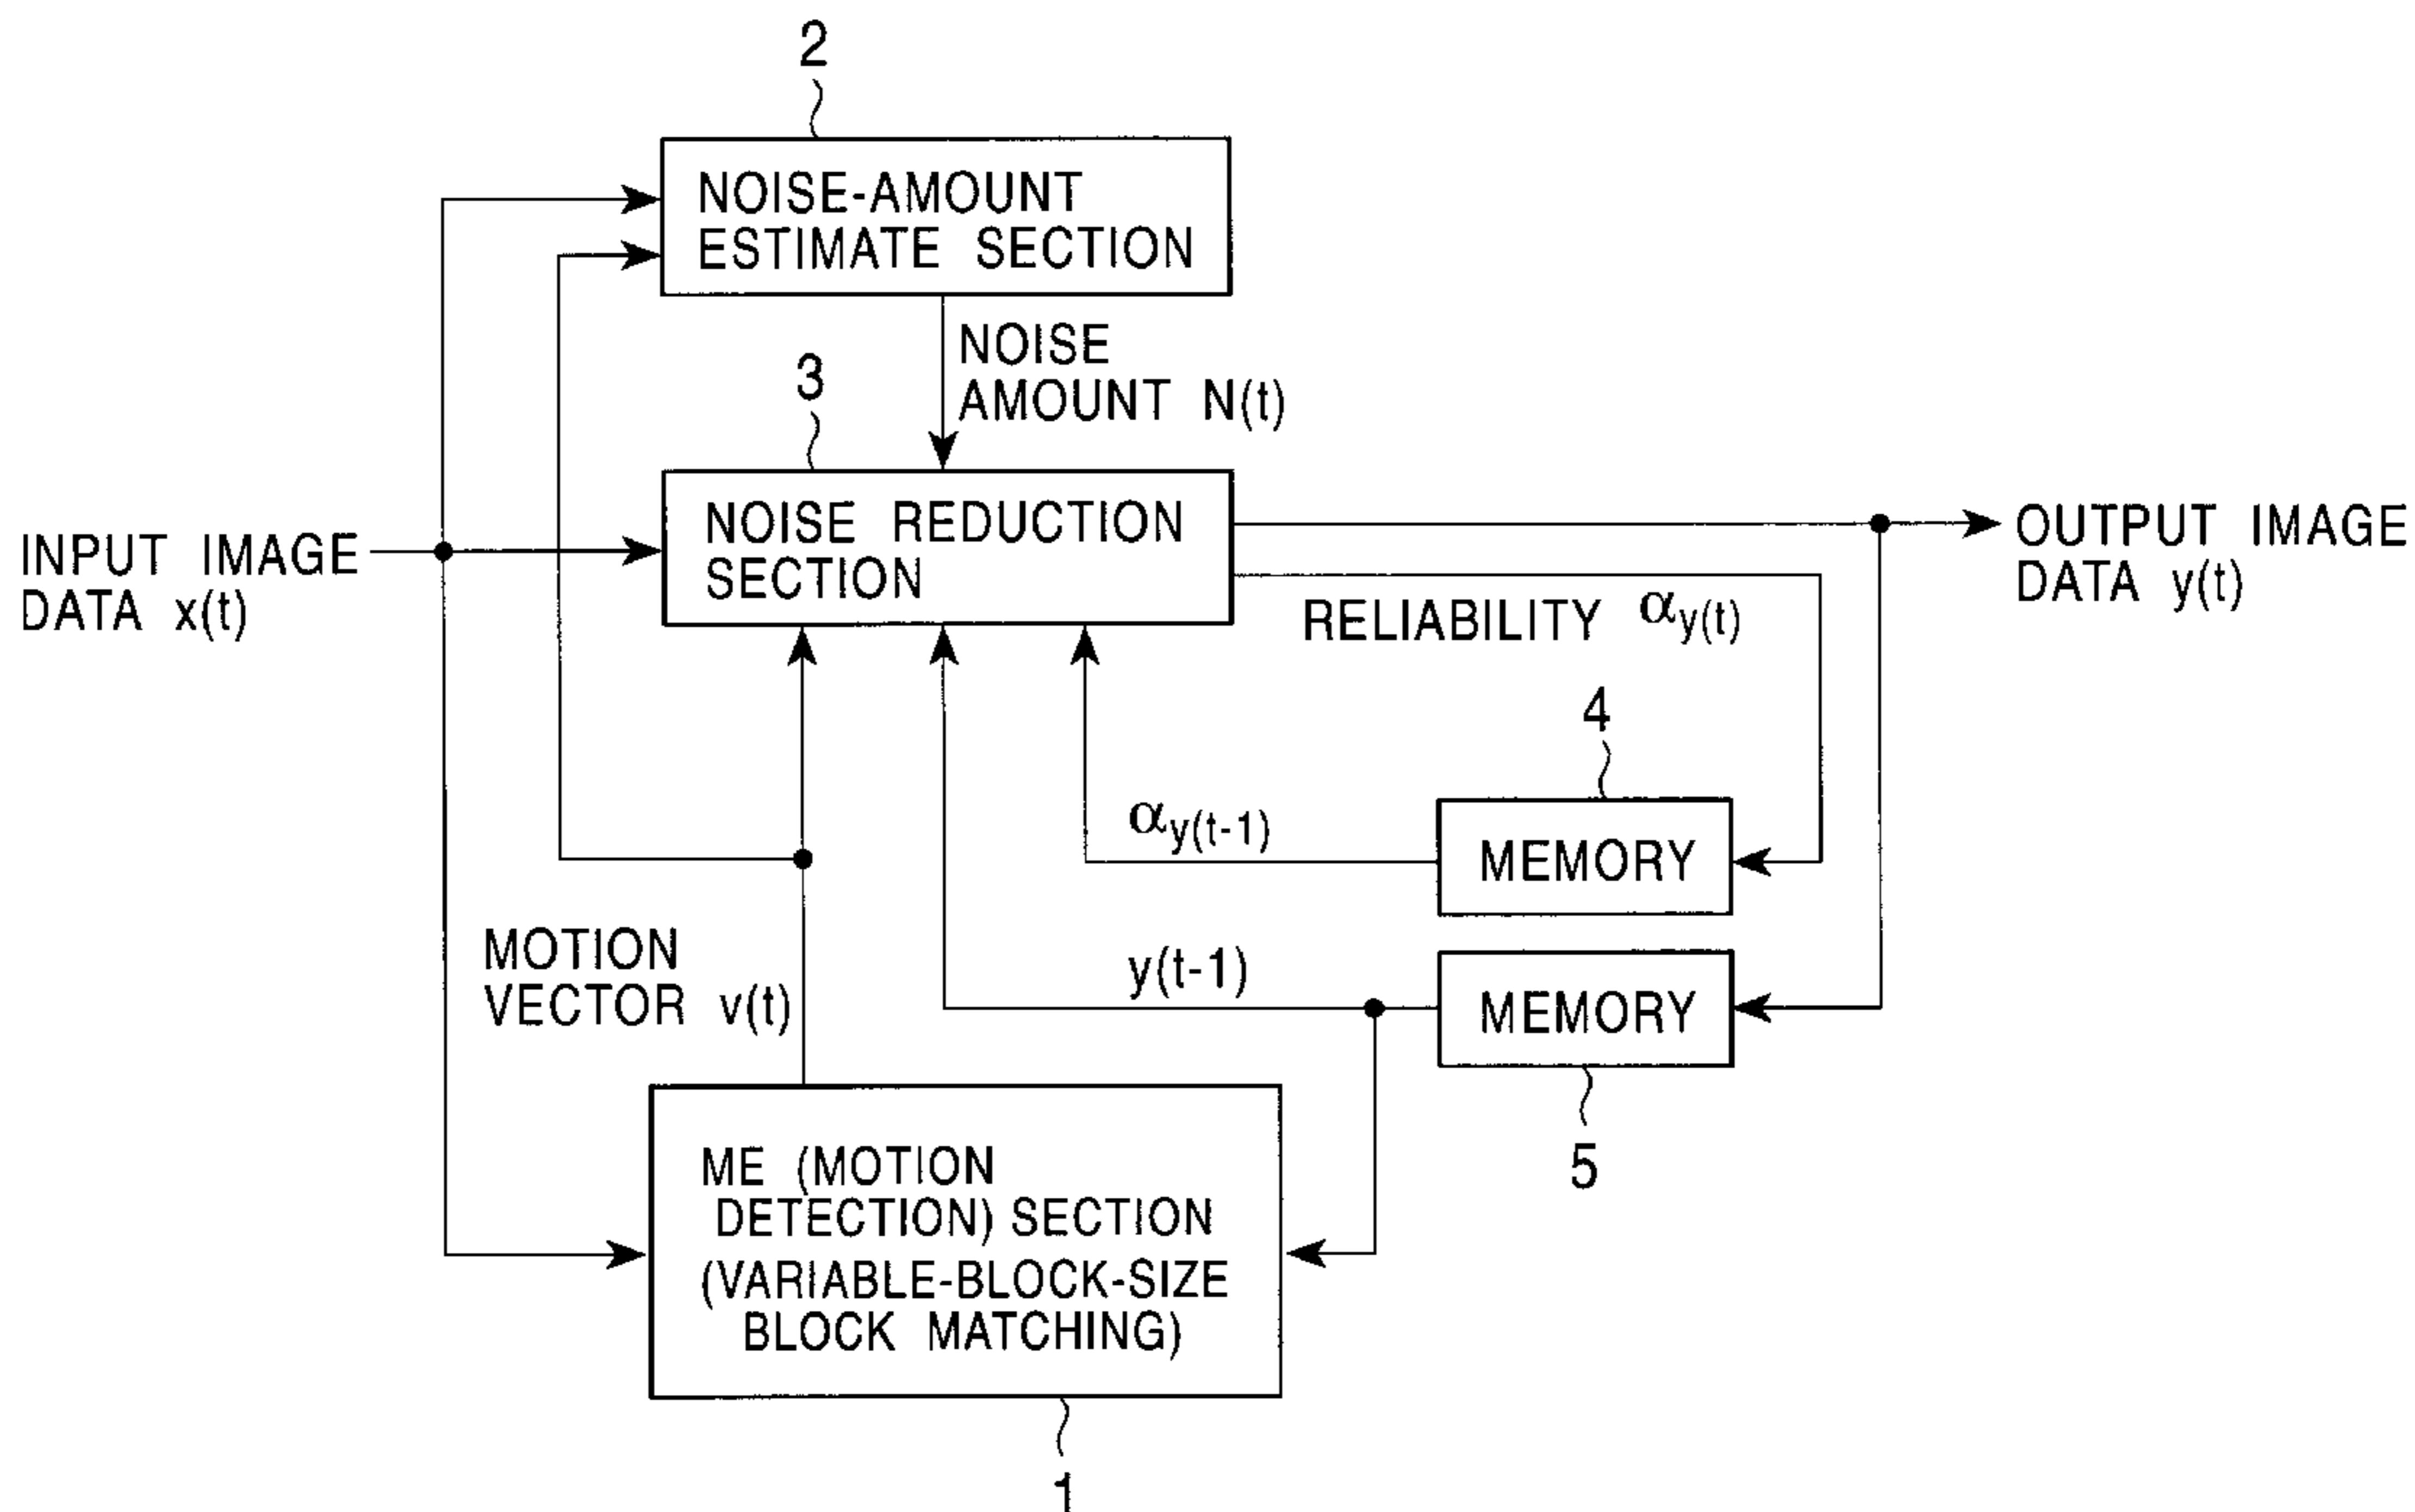 2
NOISE-AMOUNT
ESTIMATE SECTION
NOISE
AMOUNT N(t)
3
NOISE REDUCTION
SECTION
INPUT IMAGE
DATA x(t)
OUTPUT IMAGE
DATA y(t)
RELIABILITY αy(t)
4
αy(t-1)
MEMORY
MOTION
VECTOR v(t)
y(t-1)
MEMORY
5
ME (MOTION
DETECTION) SECTION
(VARIABLE-BLOCK-SIZE
BLOCK MATCHING)
1